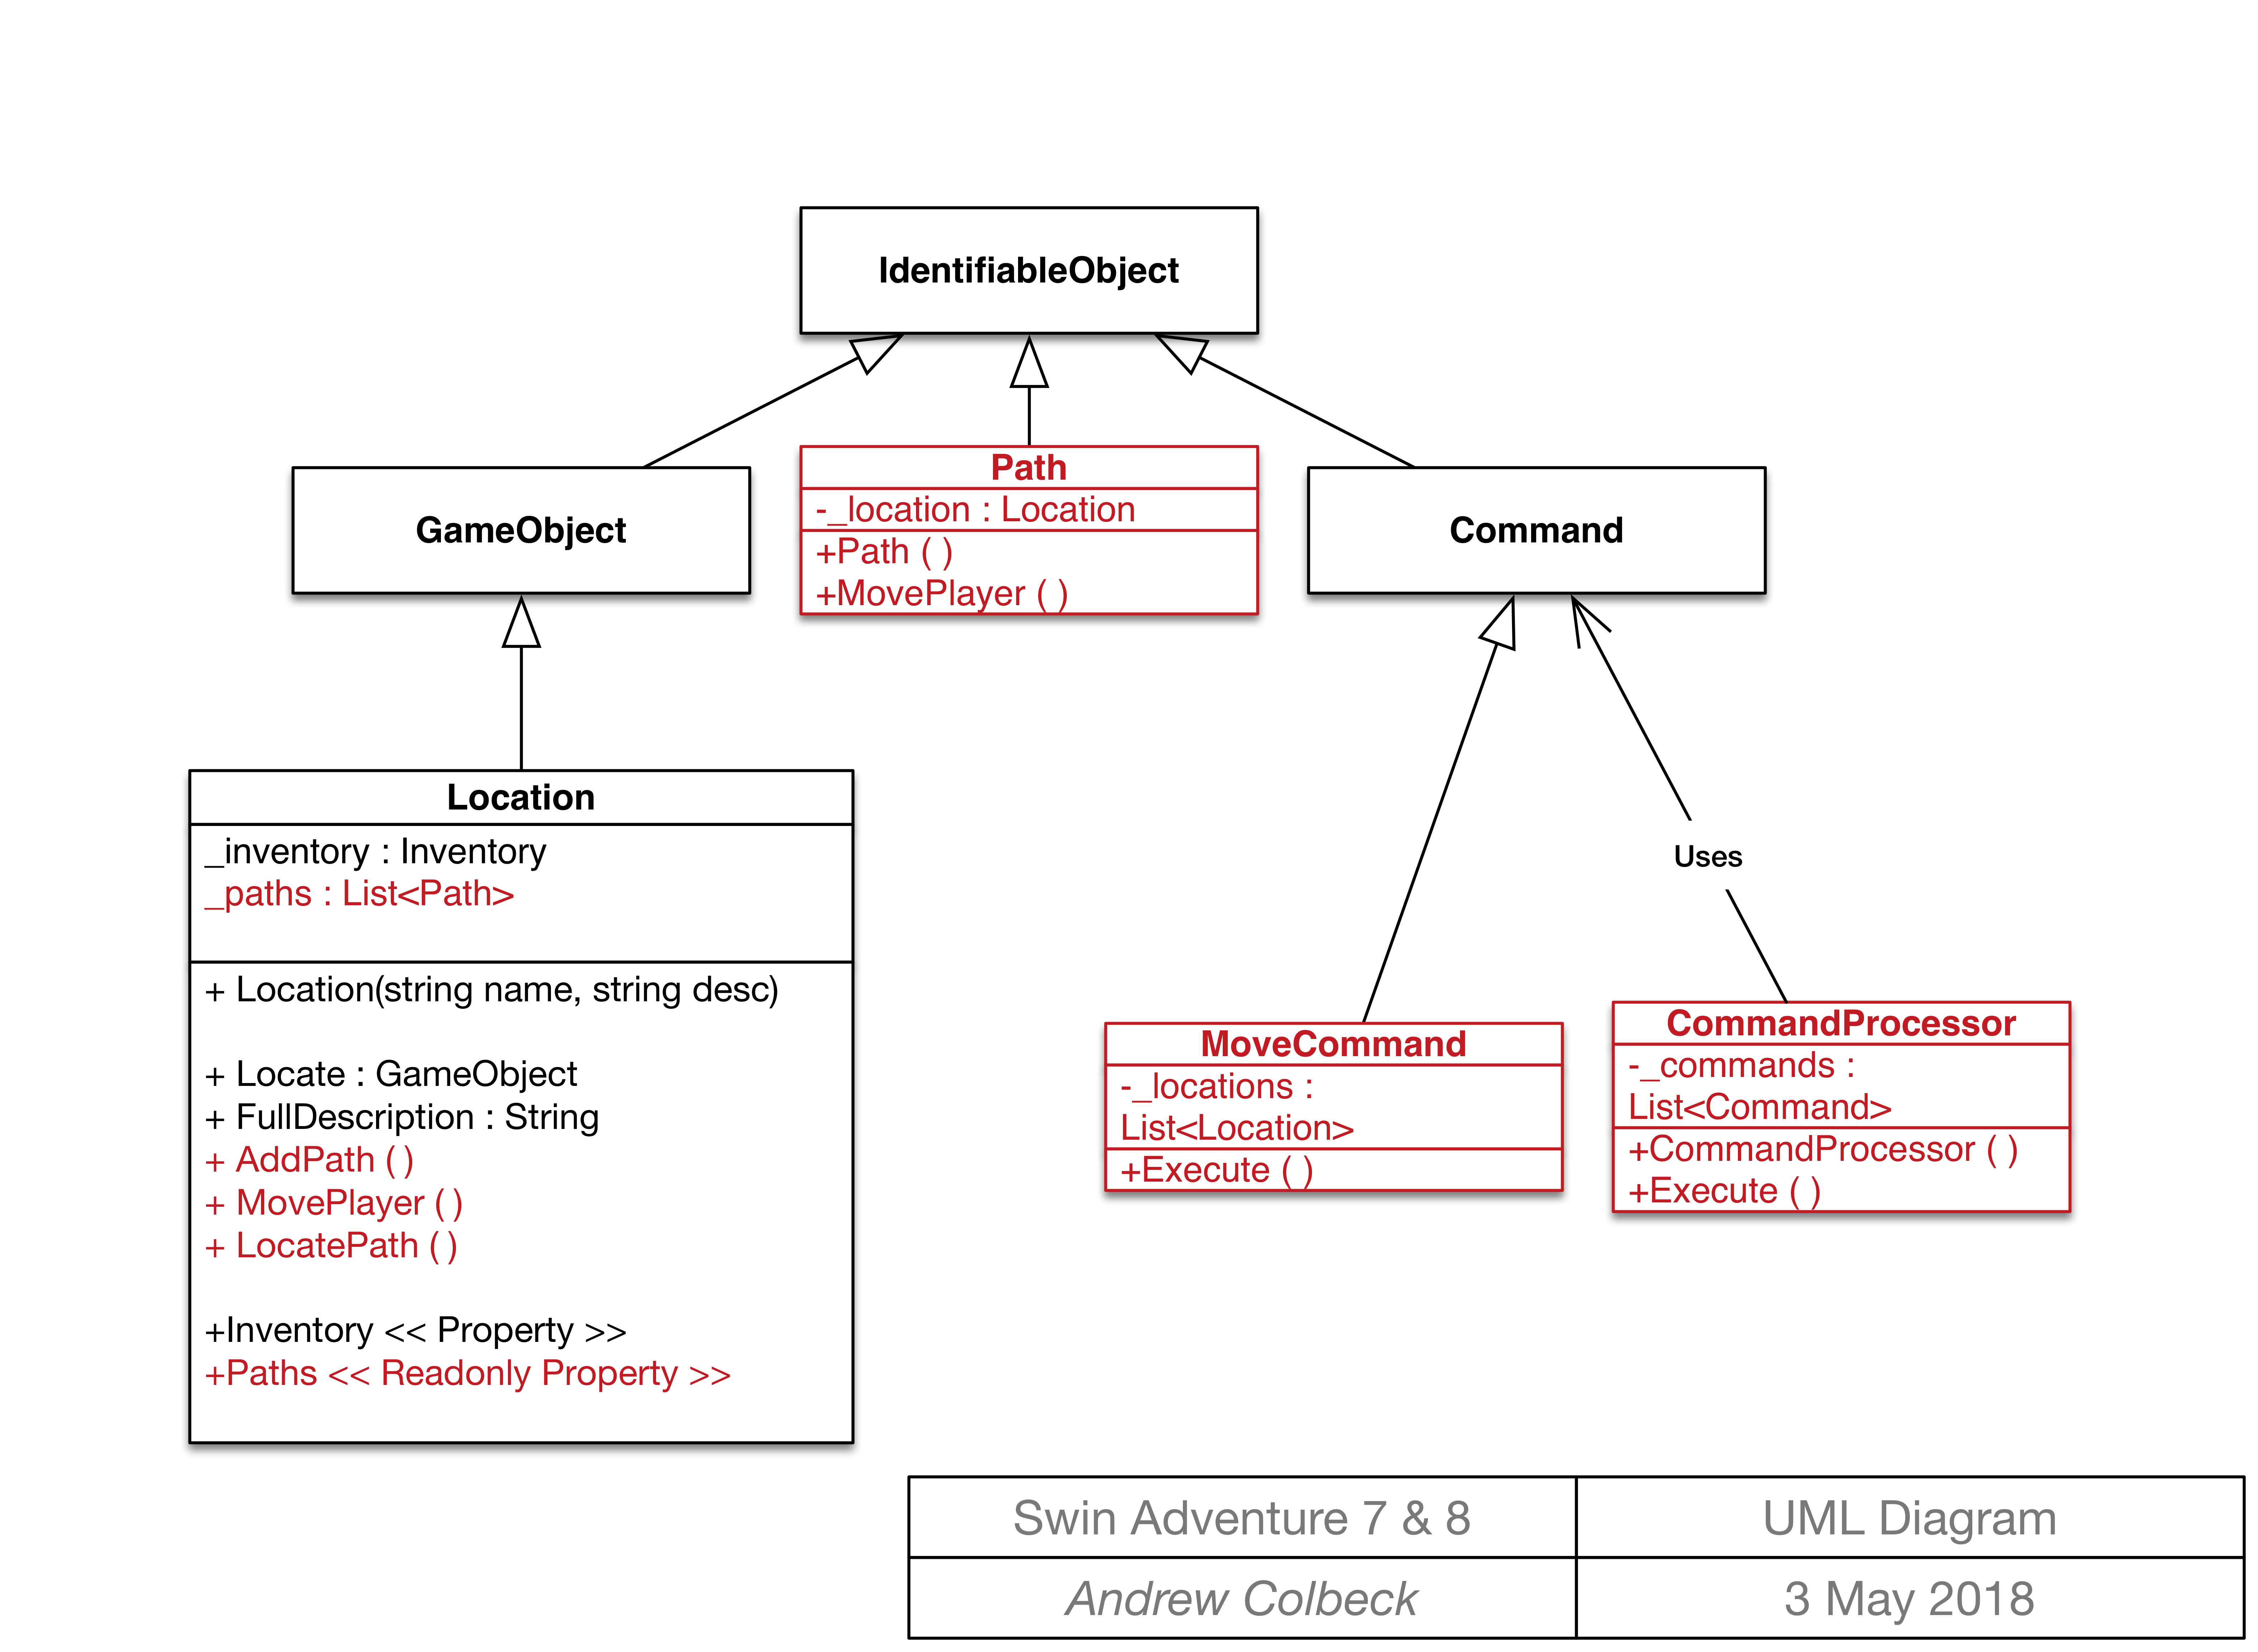 IdentifiableObject
GameObject
Path
-_location : Location
+Path ( )
+MovePlayer ( )
Command
Location
_inventory : Inventory
_paths : List<Path>
+ Location(string name, string desc)
+ Locate : GameObject
+ FullDescription : String
+ AddPath ( )
+ MovePlayer ( )
+ LocatePath ( )
+Inventory << Property >>
+Paths << Readonly Property >>
Uses
MoveCommand
-_locations :
List<Location>
+Execute ( )
CommandProcessor
-_commands :
List<Command>
+CommandProcessor ( )
+Execute ( )
Swin Adventure 7 & 8
UML Diagram
Andrew Colbeck
3 May 2018